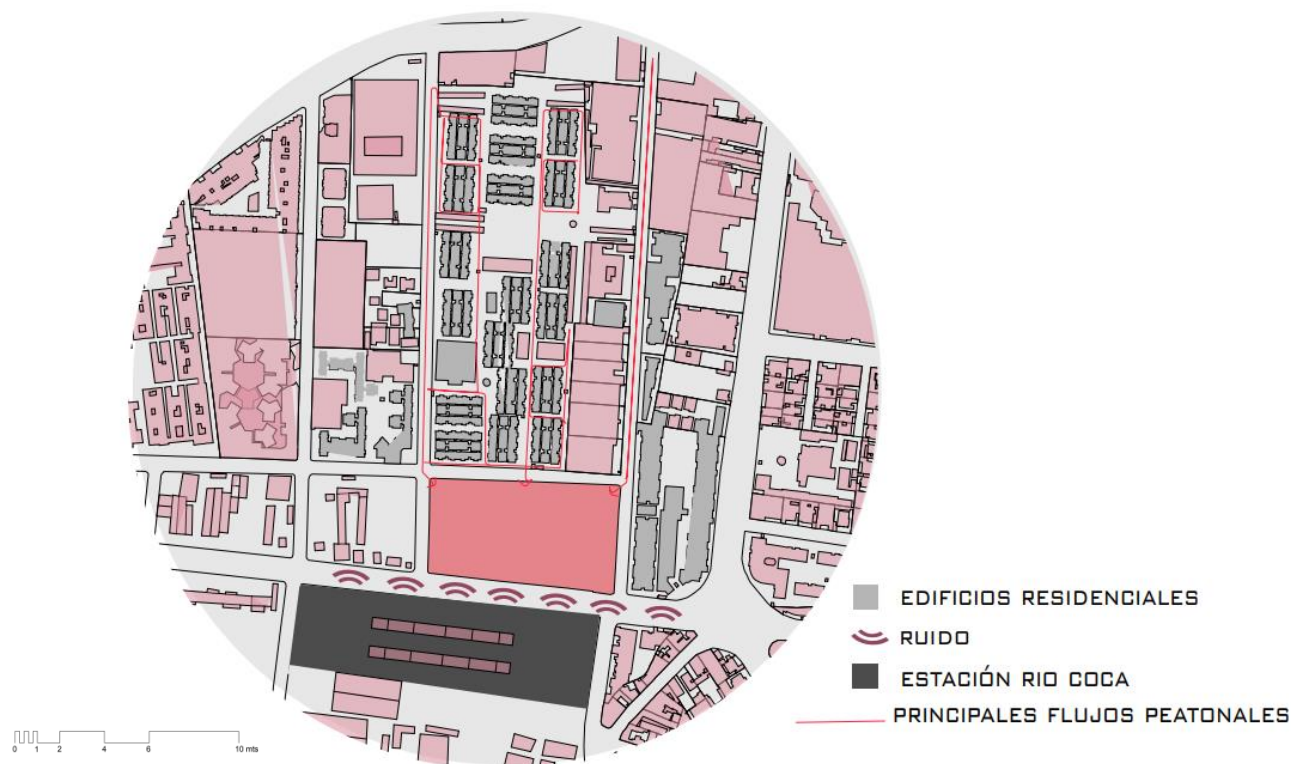 EDIFICIOS RESIDENCIALES
RUIDO
ESTACIÓN RIO COCA
PRINCIPALES FLUJOS PEATONALES
0 1 2 4 6 10 mts